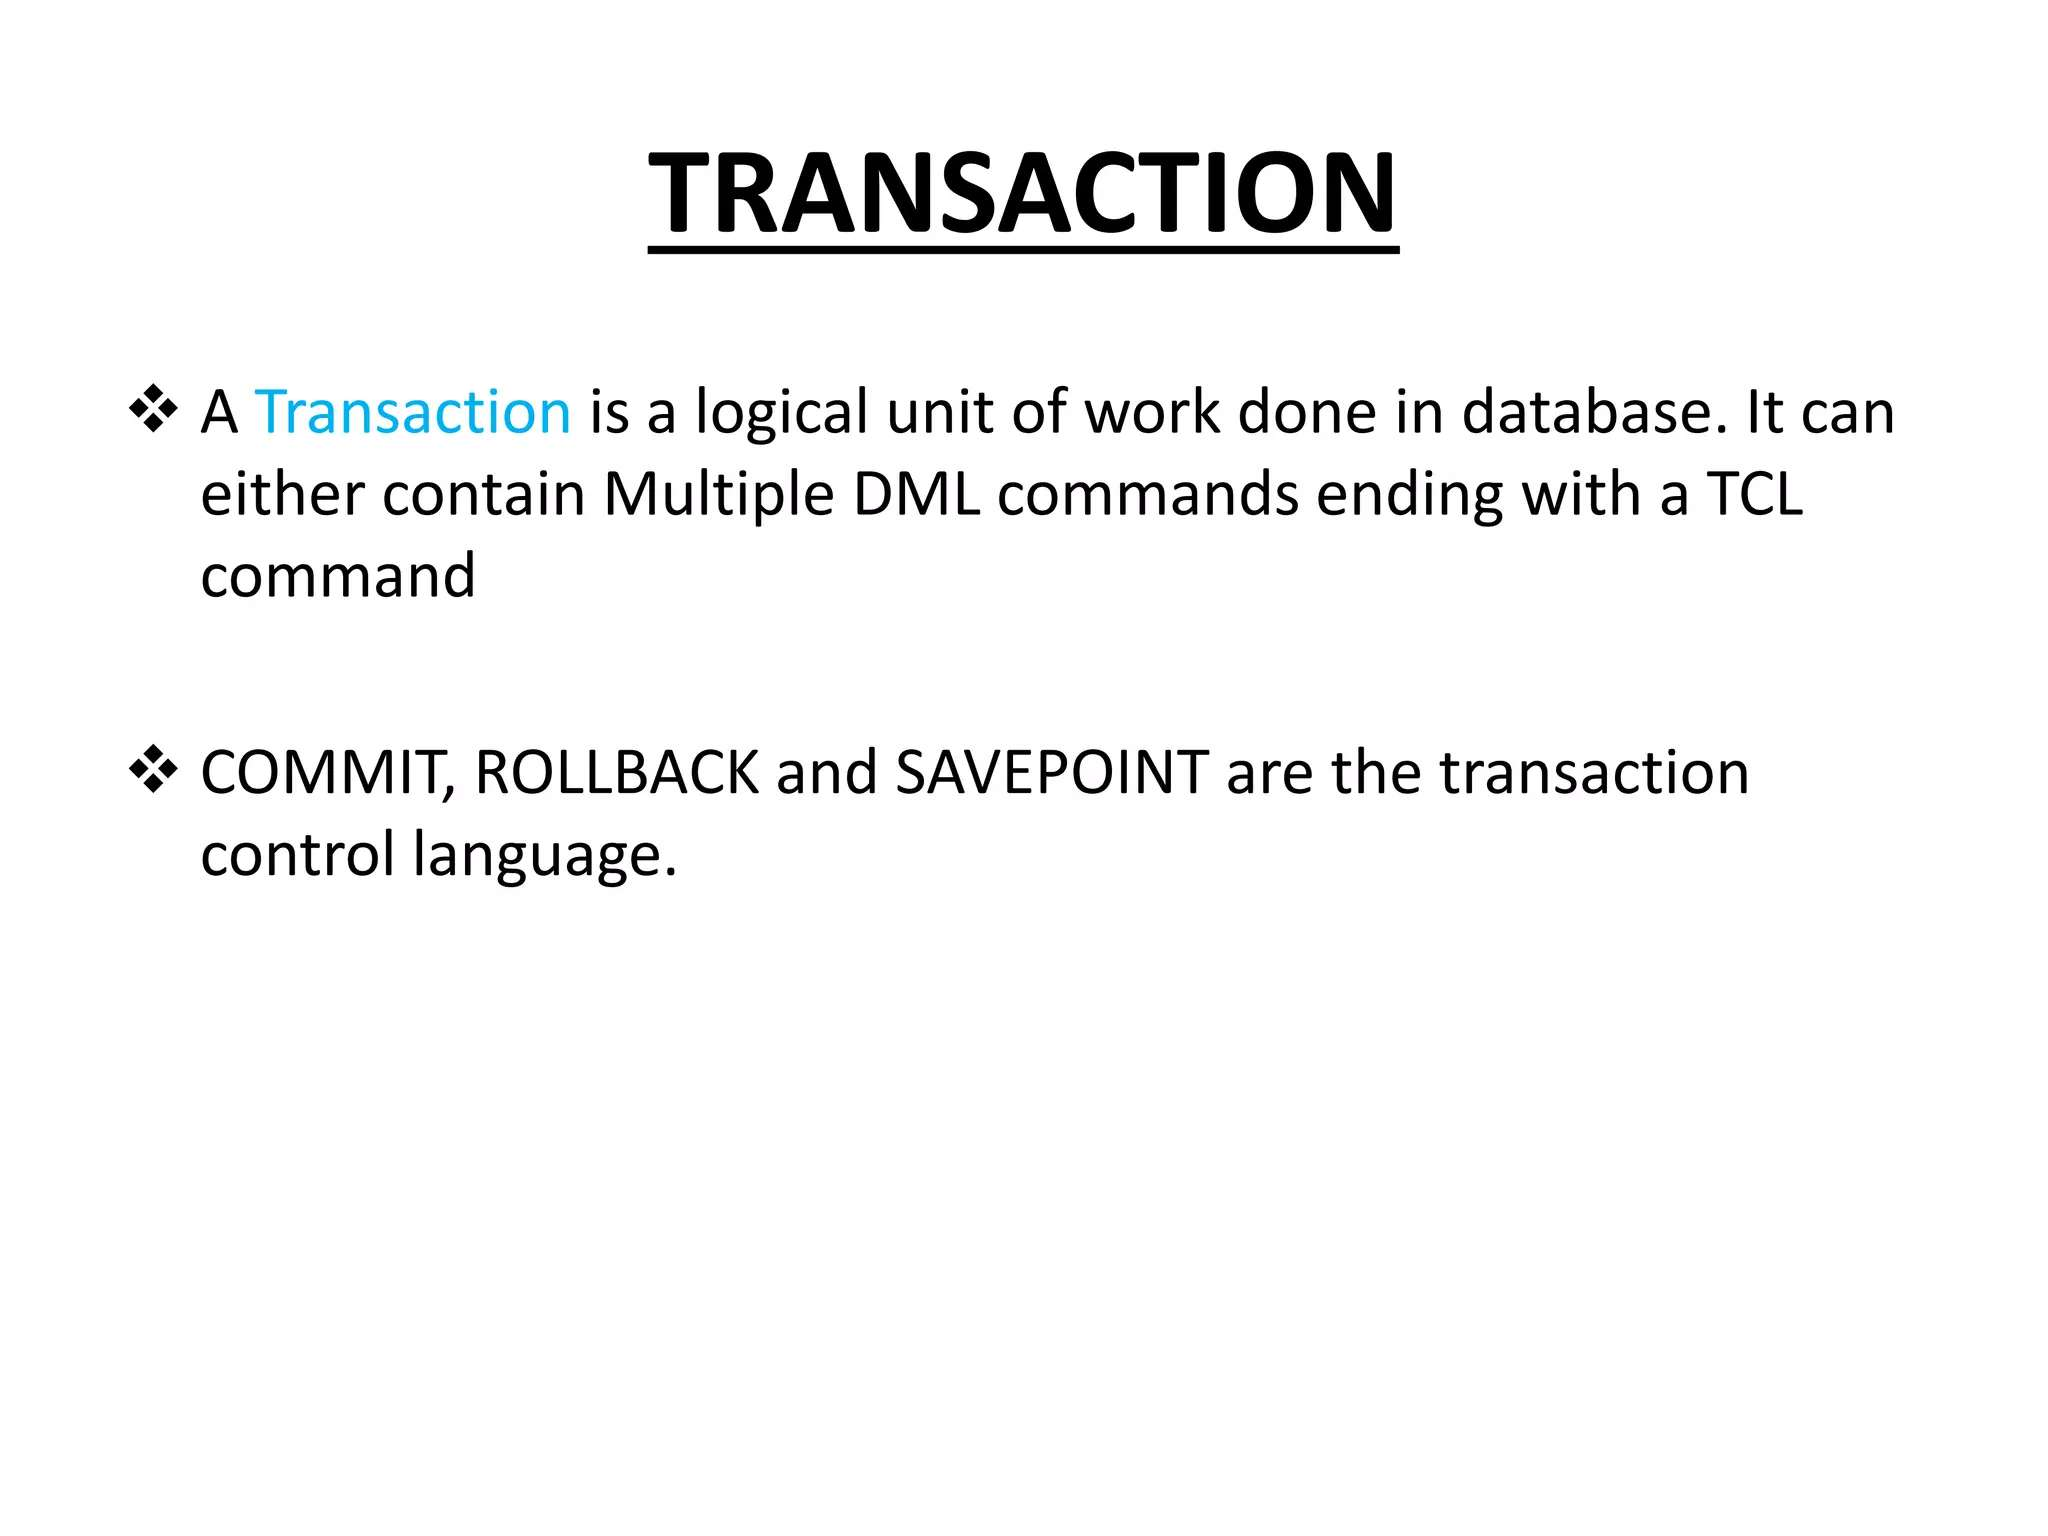 TRANSACTION
❖ A Transaction is a logical unit of work done in database. It can
either contain Multiple DML commands ending with a TCL
command
❖ COMMIT, ROLLBACK and SAVEPOINT are the transaction
control language.